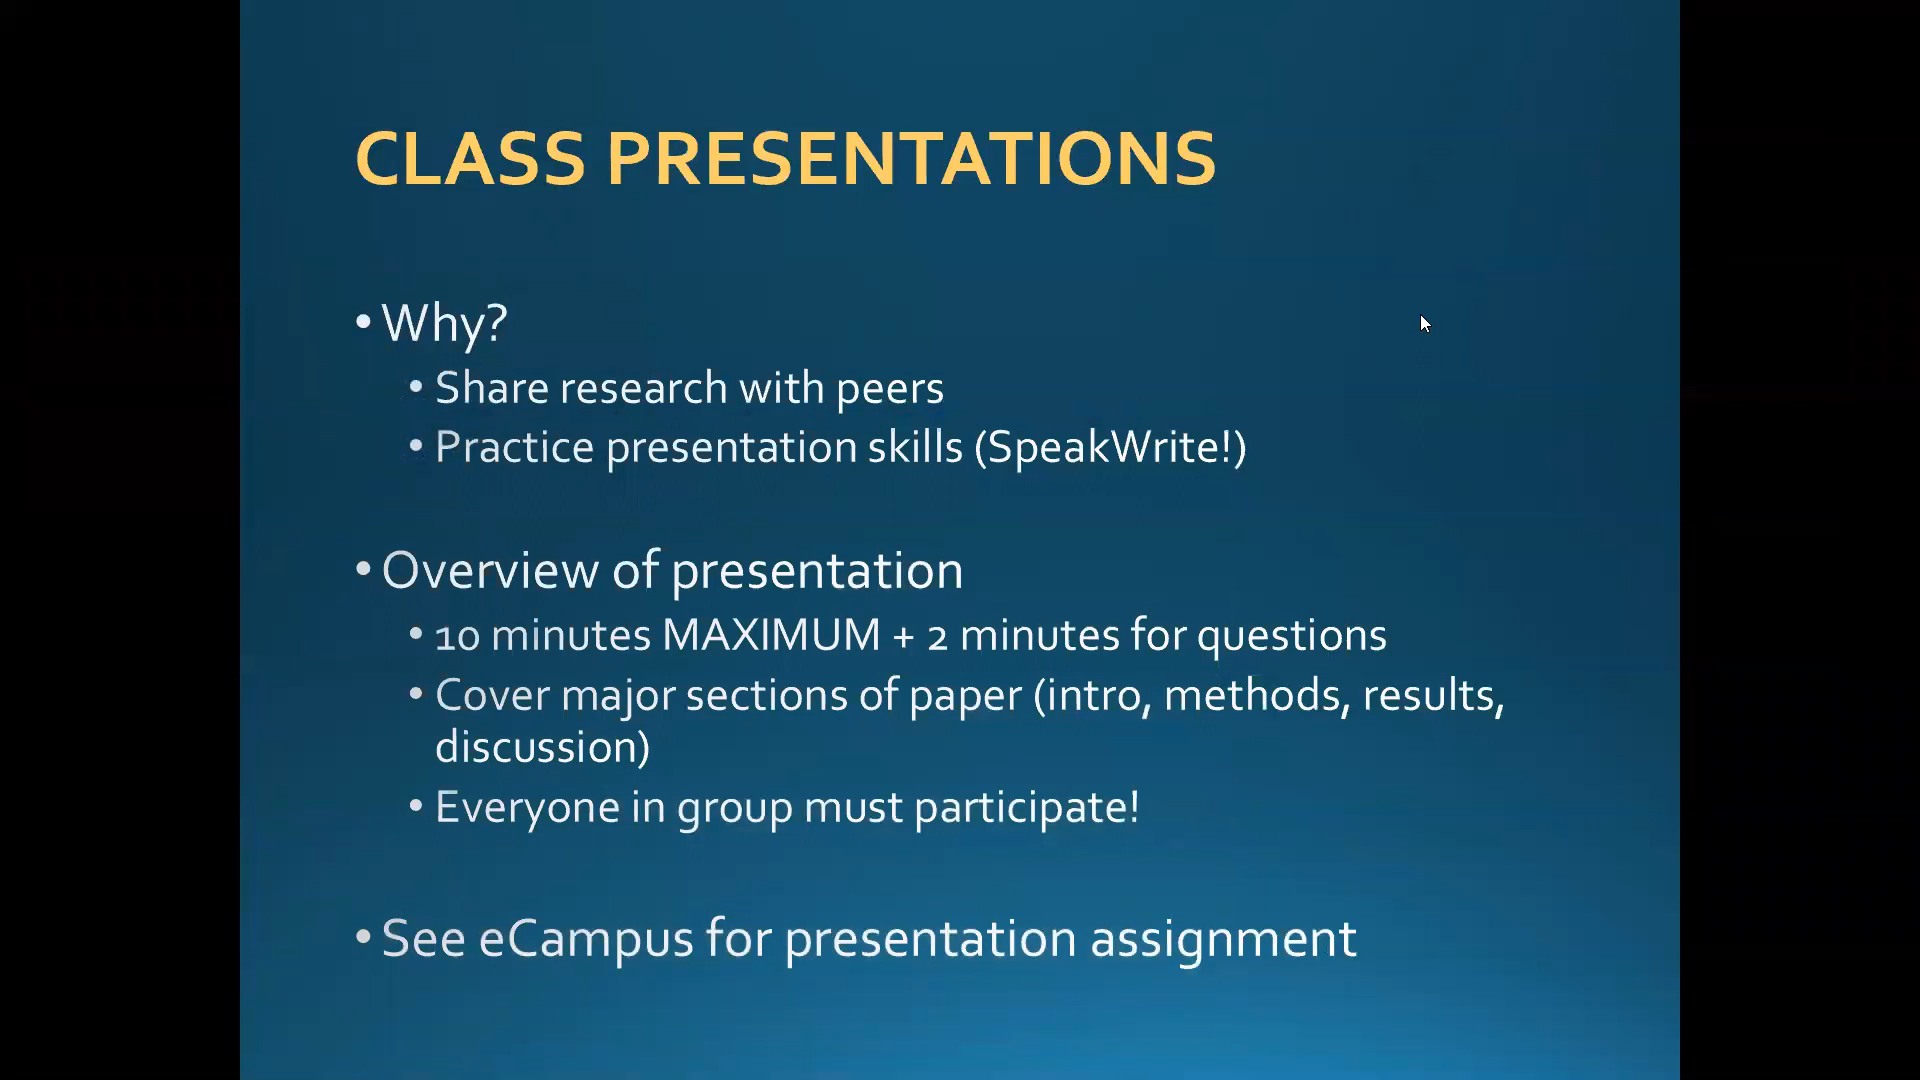 CLASS PRESENTATIONS
• Why?
• Share research with peers
• Practice presentation skills (SpeakWrite!)
• Overview of presentation
• 10 minutes MAXIMUM + 2 minutes for questions
• Cover major sections of paper (intro, methods, results,
discussion)
• Everyone in group must participate!
• See eCampus for presentation assignment